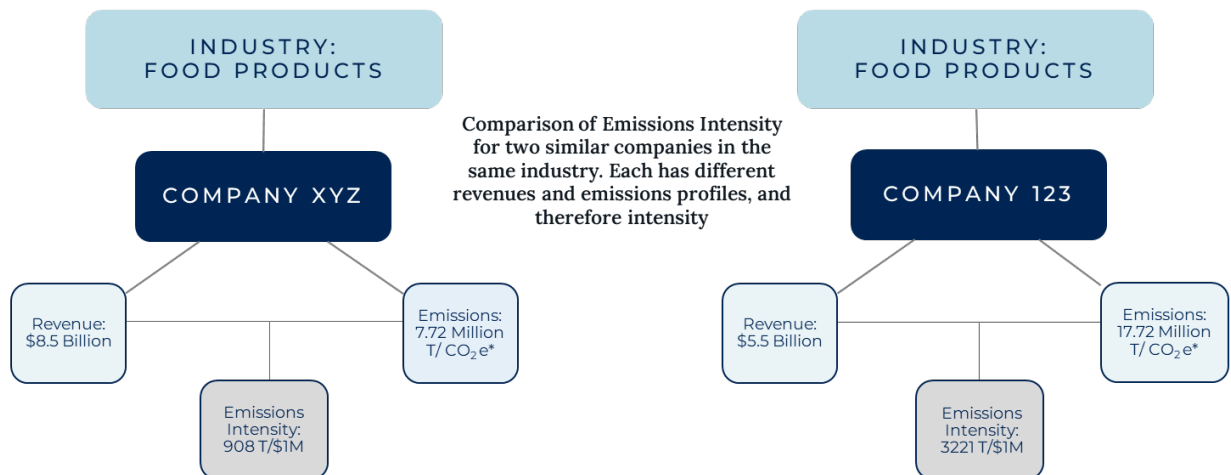 INDUSTRY:
FOOD PRODUCTS
COMPANY XYZ
Revenue:
$8.5 Billion
Emissions:
7.72 Million
T/ CO₂ e*
Emissions
Intensity:
908 T/$1M
Comparison of Emissions Intensity
for two similar companies in the
same industry. Each has different
revenues and emissions profiles, and
therefore intensity
INDUSTRY:
FOOD PRODUCTS
COMPANY 123
Revenue:
$5.5 Billion
Emissions:
17.72 Million
T/ CO₂ e*
Emissions
Intensity:
3221 T/$1M